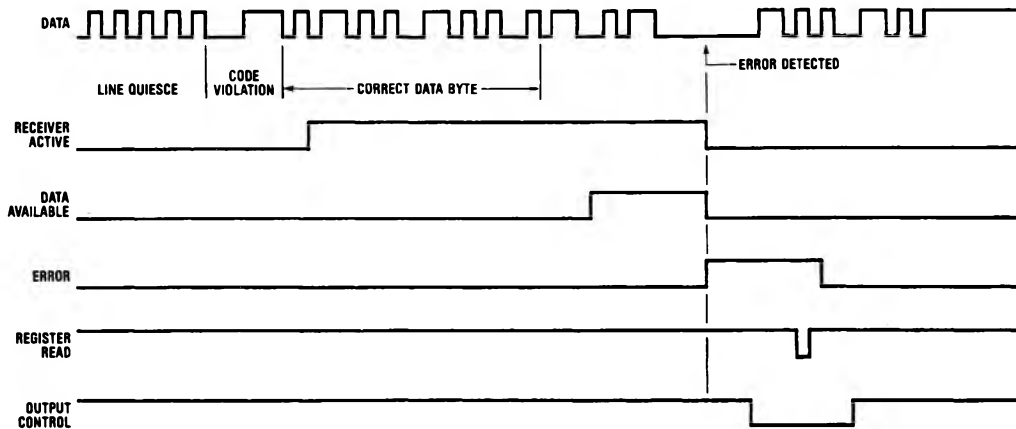 DATA
ERROR DETECTED
LINE QUIESCE
CODE
VIOLATION
CORRECT DATA BYTE
RECEIVER
ACTIVE
DATA
AVAILABLE
ERROR
REGISTER
READ
OUTPUT
CONTROL